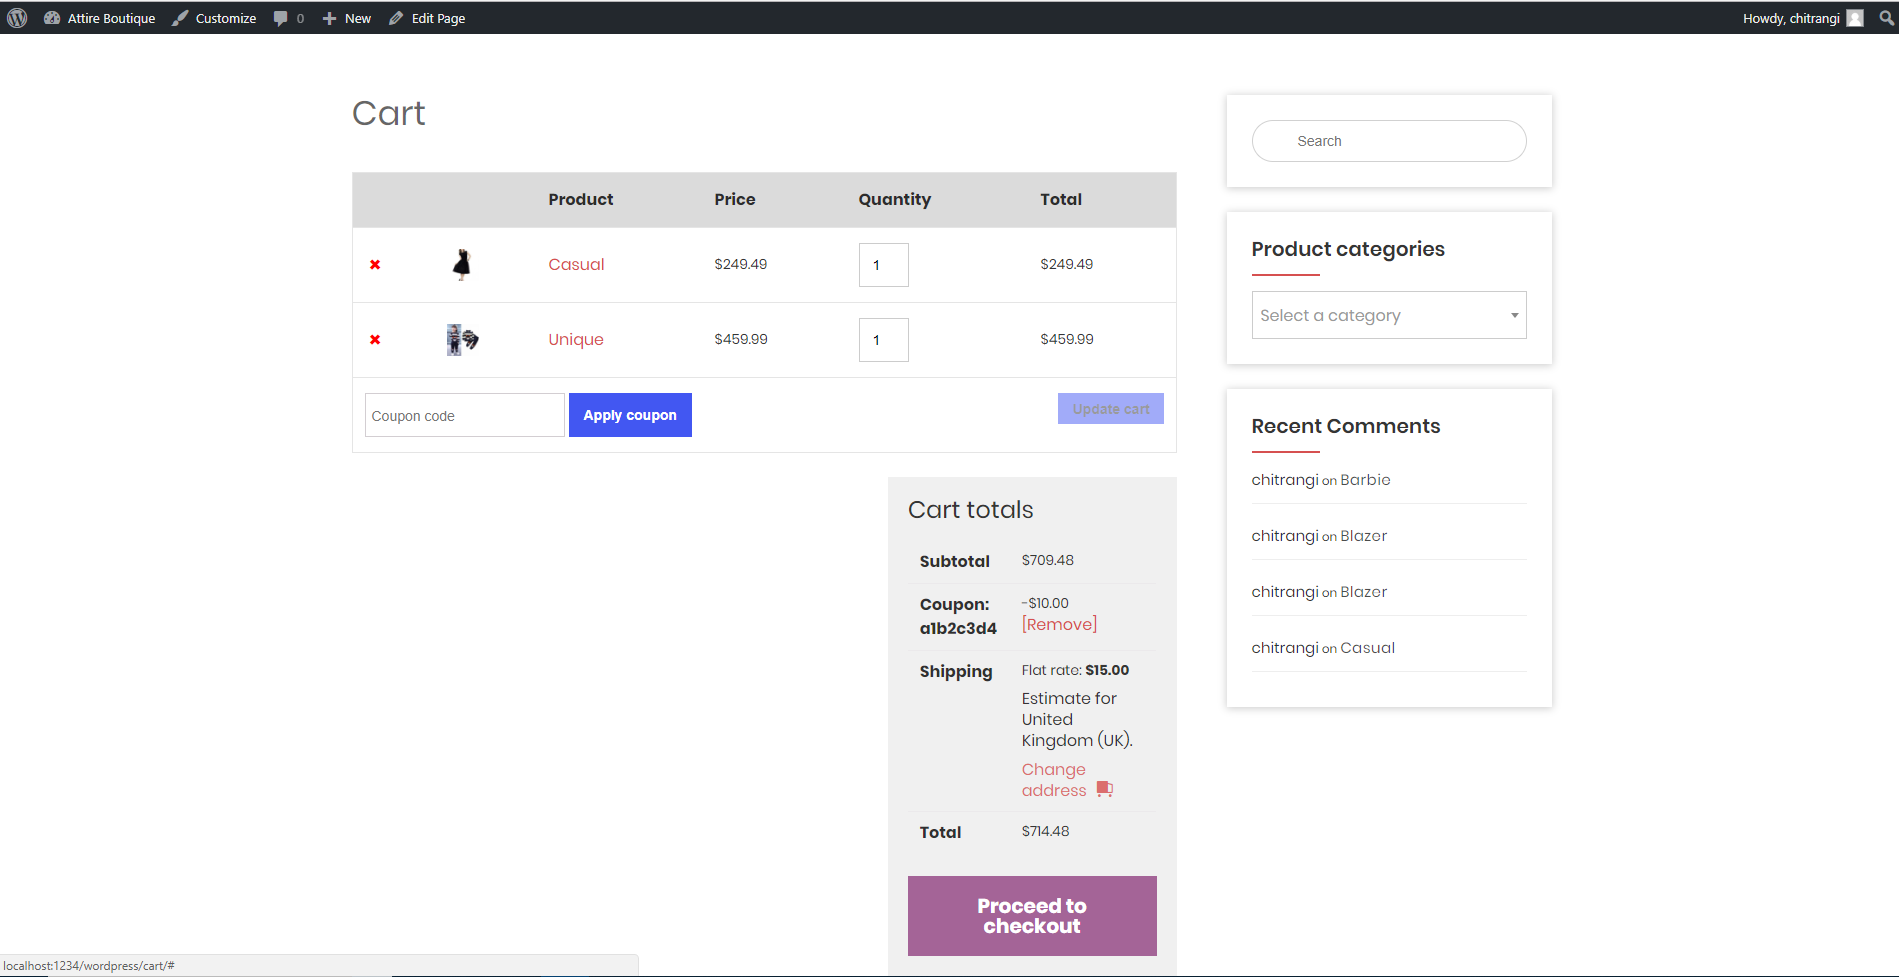 Attire Boutique Customize 0 New Edit Page Howdy, chitrangi
Cart
Product Price Quantity Total
Casual $249.49 1 $249.49
Unique $459.99 1 $459.99
Coupon code Apply coupon Update cart
Cart totals
Subtotal $709.48
Coupon: -$10.00
a1b2c3d4 [Remove]
Shipping Flat rate: $15.00
Estimate for
United
Kingdom (UK).
Change
address
Total $714.48
Proceed to
checkout
Search
Product categories
Select a category
Recent Comments
chitrangi on Barbie
chitrangi on Blazer
chitrangi on Blazer
chitrangi on Casual
localhost:1234/wordpress/cart/#